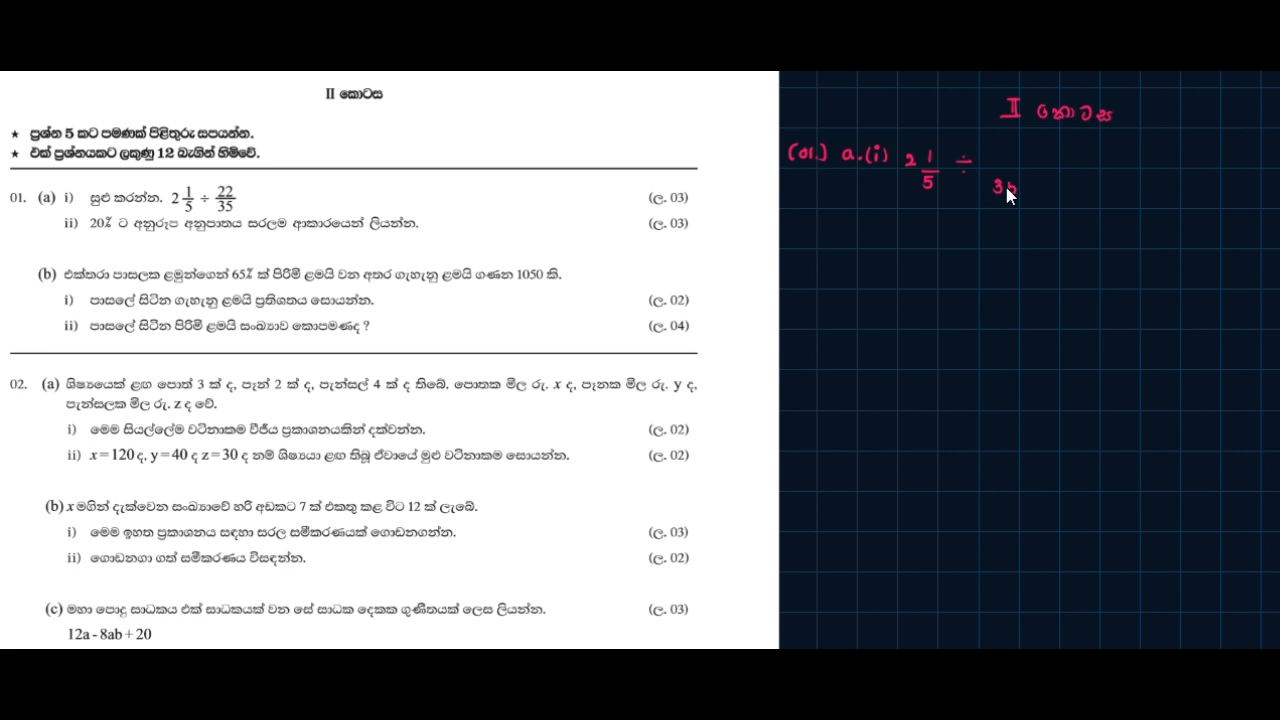 II කොටස
★ ප්‍රශ්න 5 කට පමණක් පිළිතුරු සපයන්න.
★ එක් ප්‍රශ්නයකට ලකුණු 12 බැගින් හිමිවේ.
01. (a) i) සුළු කරන්න. 2 1/5 ÷ 22/35 (ල. 03)
ii) 20% ට අනුරූප අනුපාතය සරලම ආකාරයෙන් ලියන්න. (ල. 03)
(b) එක්තරා පාසලක ළමුන්ගෙන් 65% ක් පිරිමි ළමයි වන අතර ගැහැනු ළමයි ගණන 1050 කි.
i) පාසලේ සිටින ගැහැනු ළමයි ප්‍රතිශතය සොයන්න. (ල. 02)
ii) පාසලේ සිටින පිරිමි ළමයි සංඛ්‍යාව කොපමණද ? (ල. 04)
02. (a) ශිෂ්‍යයෙක් ළඟ පොත් 3 ක් ද, පෑන් 2 ක් ද, පැන්සල් 4 ක් ද තිබේ. පොතක මිල රු. x ද, පෑනක මිල රු. y ද,
පැන්සලක මිල රු. z ද වේ.
i) මෙම සියල්ලේම වටිනාකම වීජීය ප්‍රකාශනයකින් දක්වන්න. (ල. 02)
ii) x=120 ද, y=40 ද z=30 ද නම් ශිෂ්‍යයා ළඟ තිබූ ඒවායේ මුළු වටිනාකම සොයන්න. (ල. 02)
(b) x මගින් දැක්වෙන සංඛ්‍යාවේ හරි අඩකට 7 ක් එකතු කළ විට 12 ක් ලැබේ.
i) මෙම ඉහත ප්‍රකාශනය සඳහා සරල සමීකරණයක් ගොඩනගන්න. (ල. 03)
ii) ගොඩනගා ගත් සමීකරණය විසඳන්න. (ල. 02)
(c) මහා පොදු සාධකය එක් සාධකයක් වන සේ සාධක දෙකක ගුණිතයක් ලෙස ලියන්න. (ල. 03)
12a - 8ab + 20
II කොටස
(01.) a.(i) 2 1/5 ÷ 35